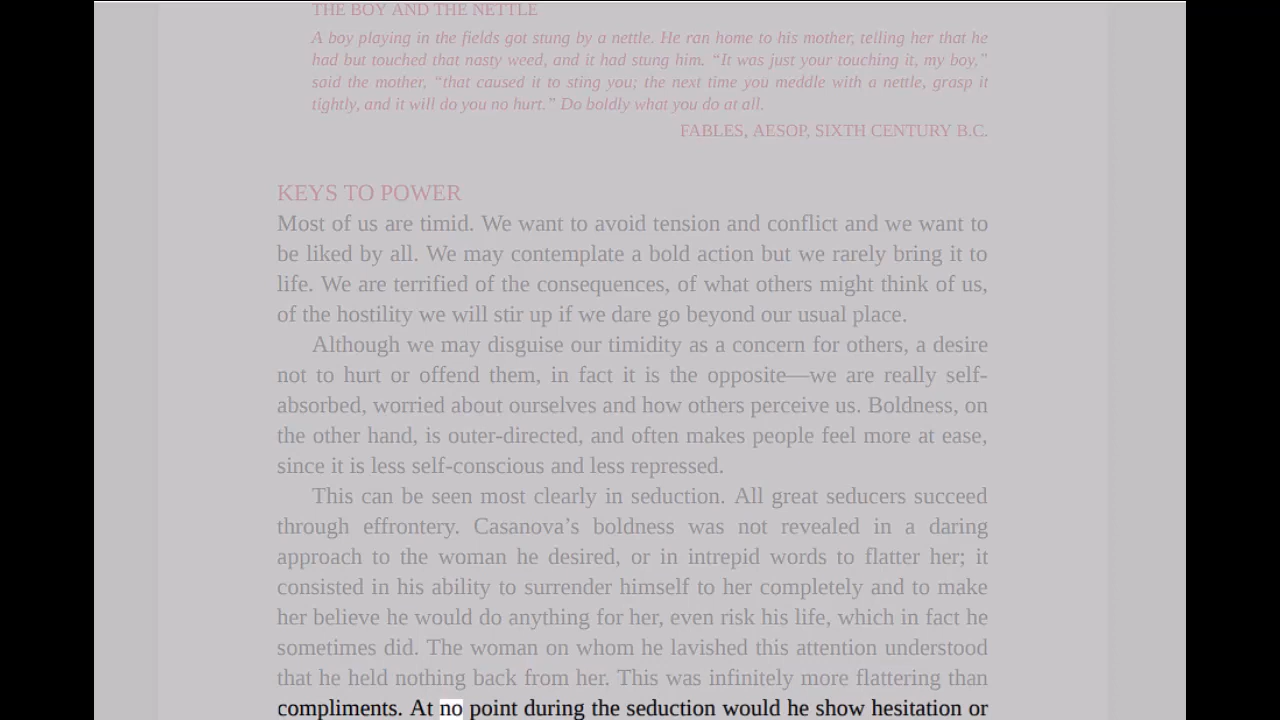 THE BOY AND THE NETTLE
A boy playing in the fields got stung by a nettle. He ran home to his mother, telling her that he
had but touched that nasty weed, and it had stung him. “It was just your touching it, my boy,”
said the mother, “that caused it to sting you; the next time you meddle with a nettle, grasp it
tightly, and it will do you no hurt.” Do boldly what you do at all.
FABLES, AESOP, SIXTH CENTURY B.C.
KEYS TO POWER
Most of us are timid. We want to avoid tension and conflict and we want to
be liked by all. We may contemplate a bold action but we rarely bring it to
life. We are terrified of the consequences, of what others might think of us,
of the hostility we will stir up if we dare go beyond our usual place.
Although we may disguise our timidity as a concern for others, a desire
not to hurt or offend them, in fact it is the opposite—we are really self-
absorbed, worried about ourselves and how others perceive us. Boldness, on
the other hand, is outer-directed, and often makes people feel more at ease,
since it is less self-conscious and less repressed.
This can be seen most clearly in seduction. All great seducers succeed
through effrontery. Casanova’s boldness was not revealed in a daring
approach to the woman he desired, or in intrepid words to flatter her; it
consisted in his ability to surrender himself to her completely and to make
her believe he would do anything for her, even risk his life, which in fact he
sometimes did. The woman on whom he lavished this attention understood
that he held nothing back from her. This was infinitely more flattering than
compliments. At no point during the seduction would he show hesitation or